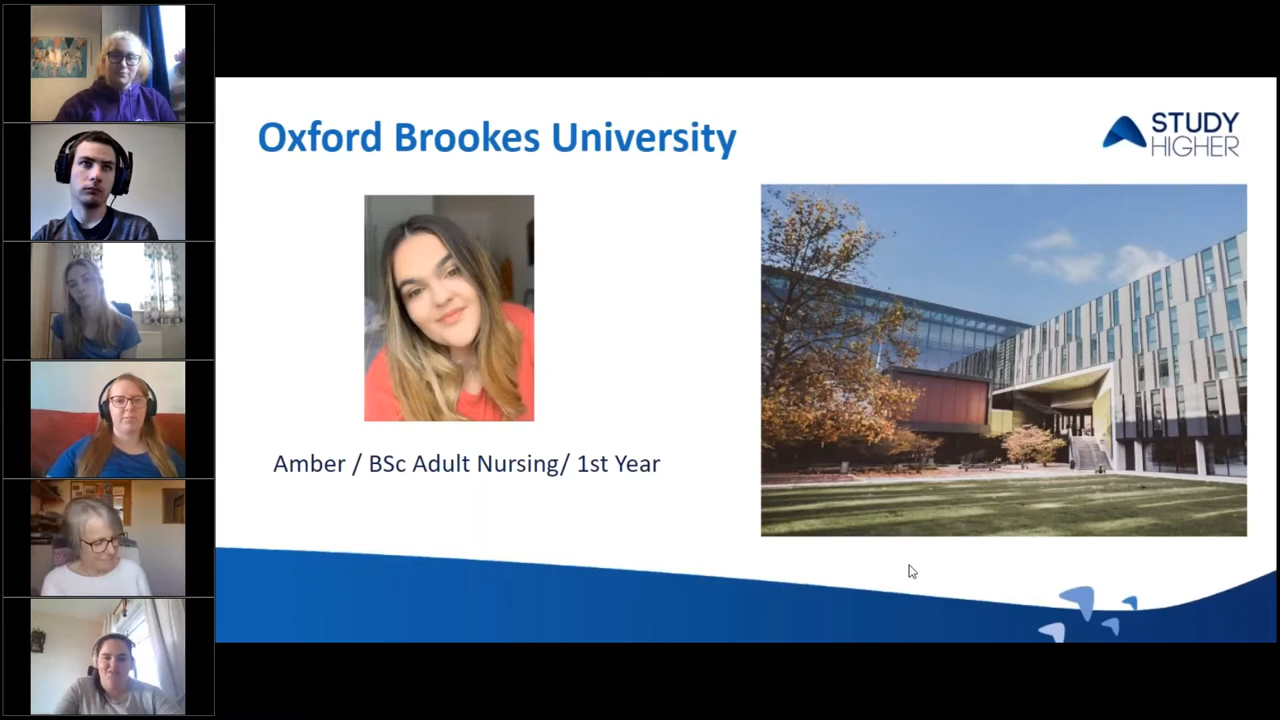 Oxford Brookes University
STUDY
HIGHER
Amber / BSc Adult Nursing/ 1st Year